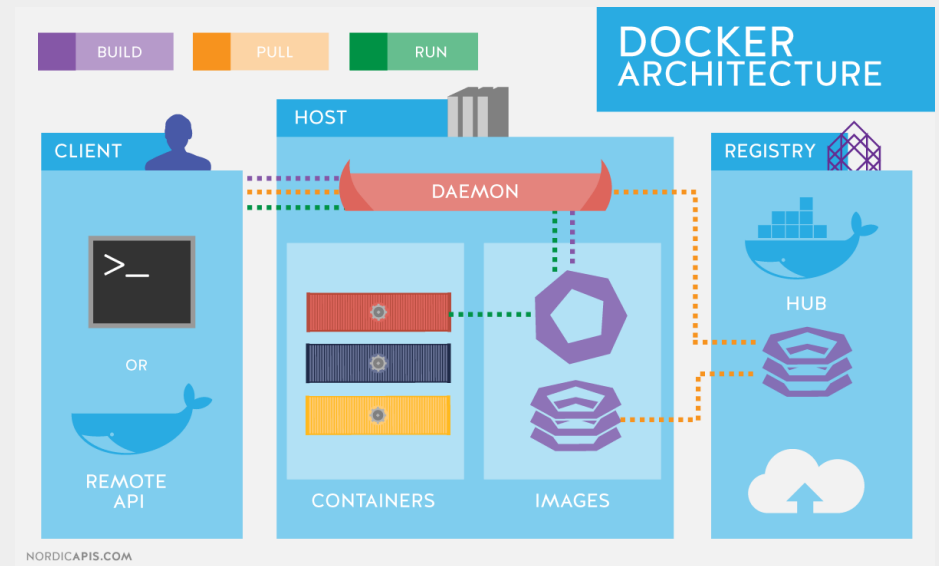 BUILD
PULL
RUN
DOCKER
ARCHITECTURE
CLIENT
HOST
REGISTRY
DAEMON
>_
OR
REMOTE
API
CONTAINERS
IMAGES
HUB
NORDICAPIS.COM